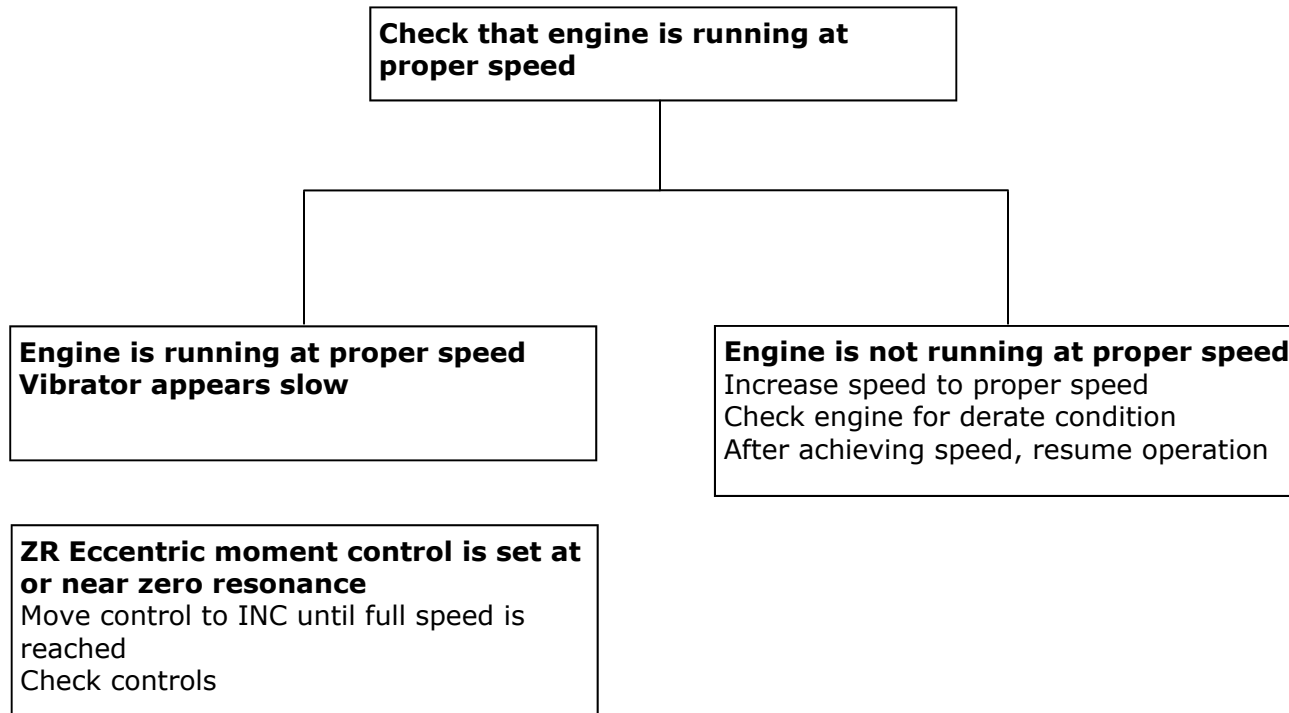 Check that engine is running at
proper speed
Engine is running at proper speed
Vibrator appears slow
Engine is not running at proper speed
Increase speed to proper speed
Check engine for derate condition
After achieving speed, resume operation
ZR Eccentric moment control is set at
or near zero resonance
Move control to INC until full speed is
reached
Check controls